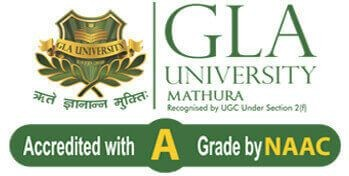 GLA UNIVERSITY
ऋते ज्ञानान्न मुक्तिः
GLA
UNIVERSITY
MATHURA
Recognised by UGC Under Section 2(f)
Accredited with A Grade by NAAC